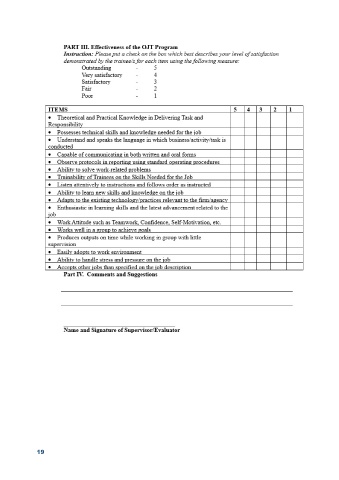 PART III. Effectiveness of the OJT Program
Instruction: Please put a check on the box which best describes your level of satisfaction
demonstrated by the trainee/s for each item using the following measure:
Outstanding - 5
Very satisfactory - 4
Satisfactory - 3
Fair - 2
Poor - 1
ITEMS 5 4 3 2 1
• Theoretical and Practical Knowledge in Delivering Task and
Responsibility
• Possesses technical skills and knowledge needed for the job
• Understand and speaks the language in which business/activity/task is
conducted
• Capable of communicating in both written and oral forms
• Observe protocols in reporting using standard operating procedures
• Ability to solve work-related problems
• Trainability of Trainees on the Skills Needed for the Job
• Listen attentively to instructions and follows order as instructed
• Ability to learn new skills and knowledge on the job
• Adapts to the existing technology/practices relevant to the firm/agency
• Enthusiastic in learning skills and the latest advancement related to the
job
• Work Attitude such as Teamwork, Confidence, Self-Motivation, etc.
• Works well in a group to achieve goals
• Produces outputs on time while working in group with little
supervision
• Easily adopts to work environment
• Ability to handle stress and pressure on the job
• Accepts other jobs than specified on the job description
Part IV. Comments and Suggestions
Name and Signature of Supervisor/Evaluator
19